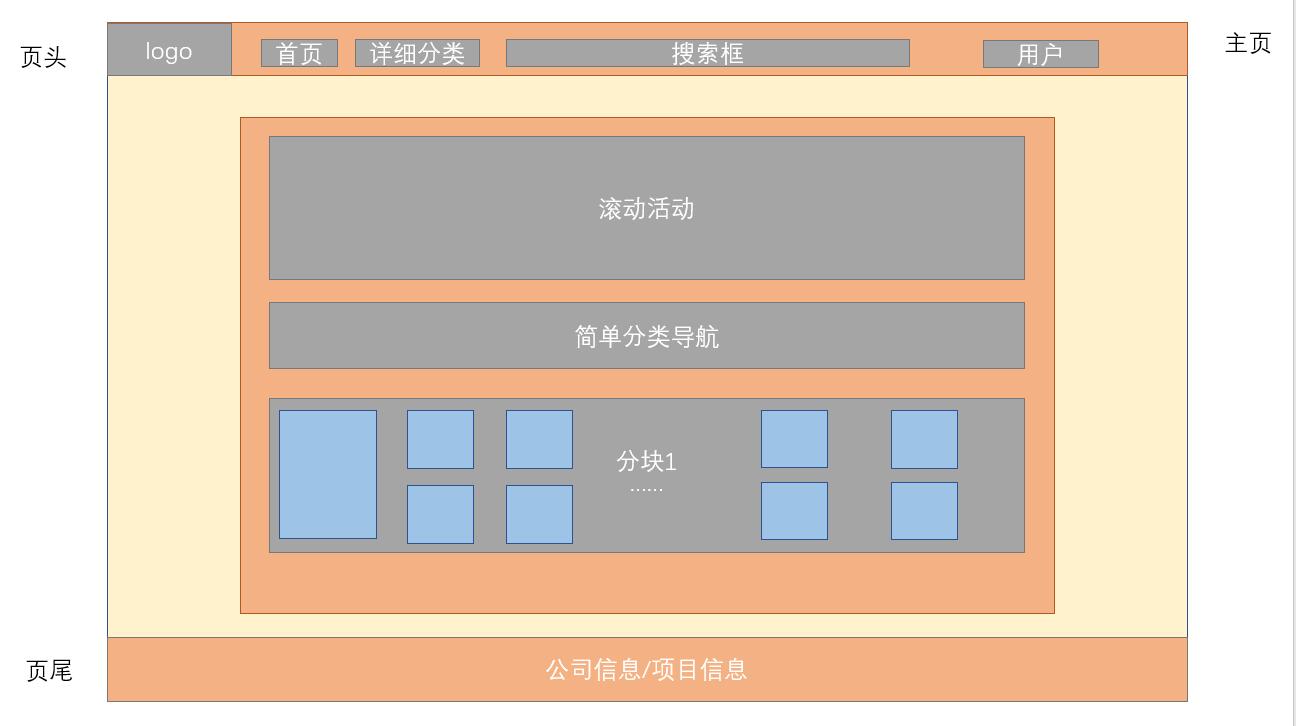 页头
logo
首页
详细分类
搜索框
用户
主页
滚动活动
简单分类导航
分块1
……
页尾
公司信息/项目信息